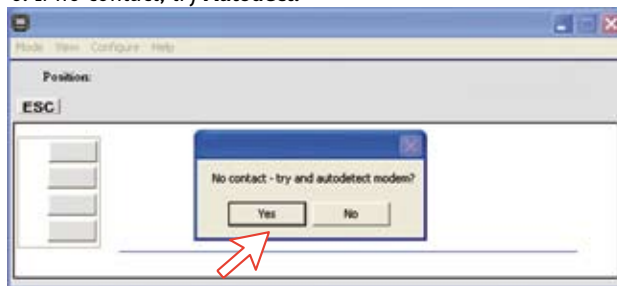 Mode View Configure Help
Position:
ESC
No contact - try and autodetect modem?
Yes No